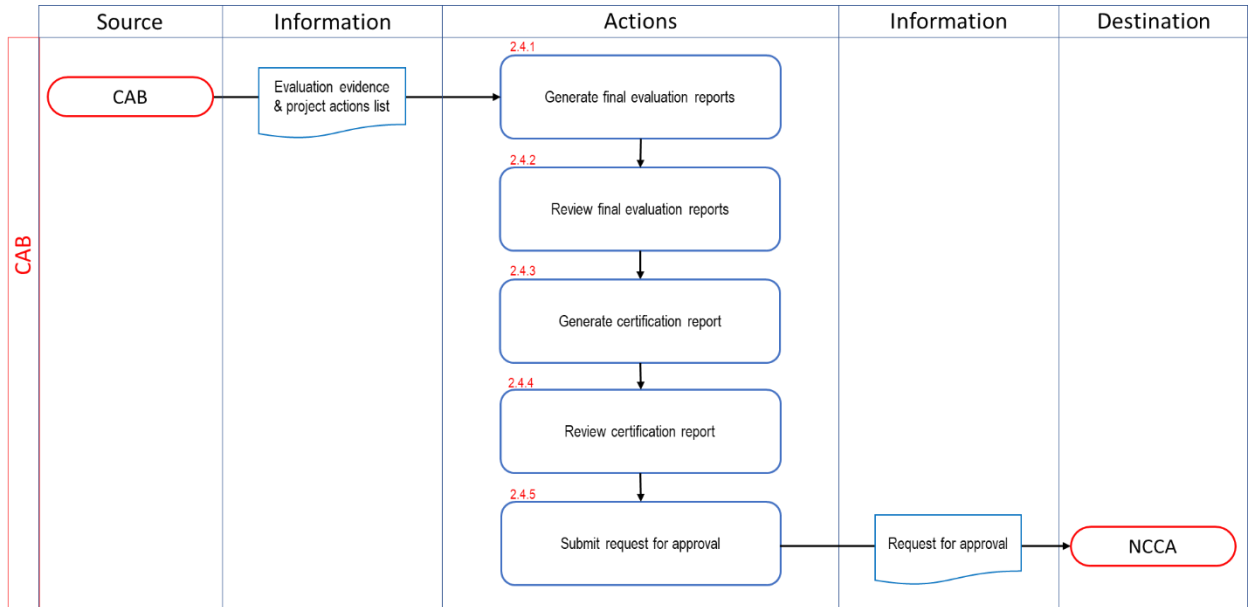 Source
Information
Actions
Information
Destination
CAB
CAB
Evaluation evidence
& project actions list
2.4.1
Generate final evaluation reports
2.4.2
Review final evaluation reports
2.4.3
Generate certification report
2.4.4
Review certification report
2.4.5
Submit request for approval
Request for approval
NCCA